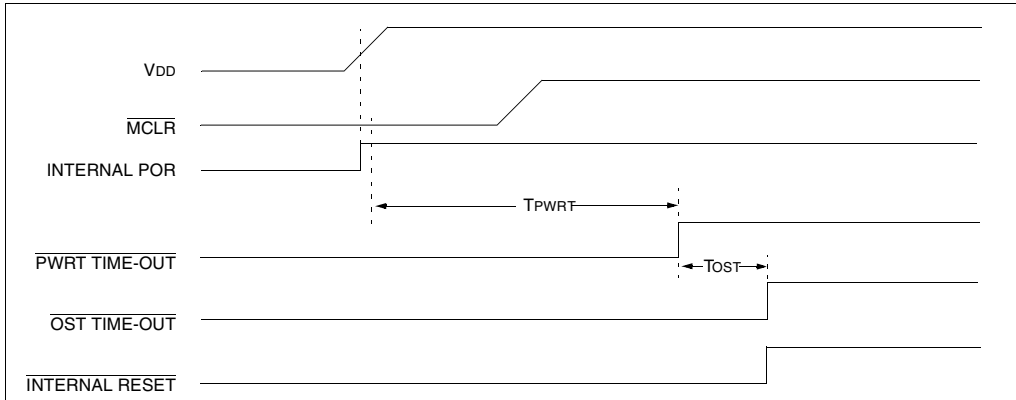 VDD
MCLR
INTERNAL POR
TPWRT
PWRT TIME-OUT
TOST
OST TIME-OUT
INTERNAL RESET